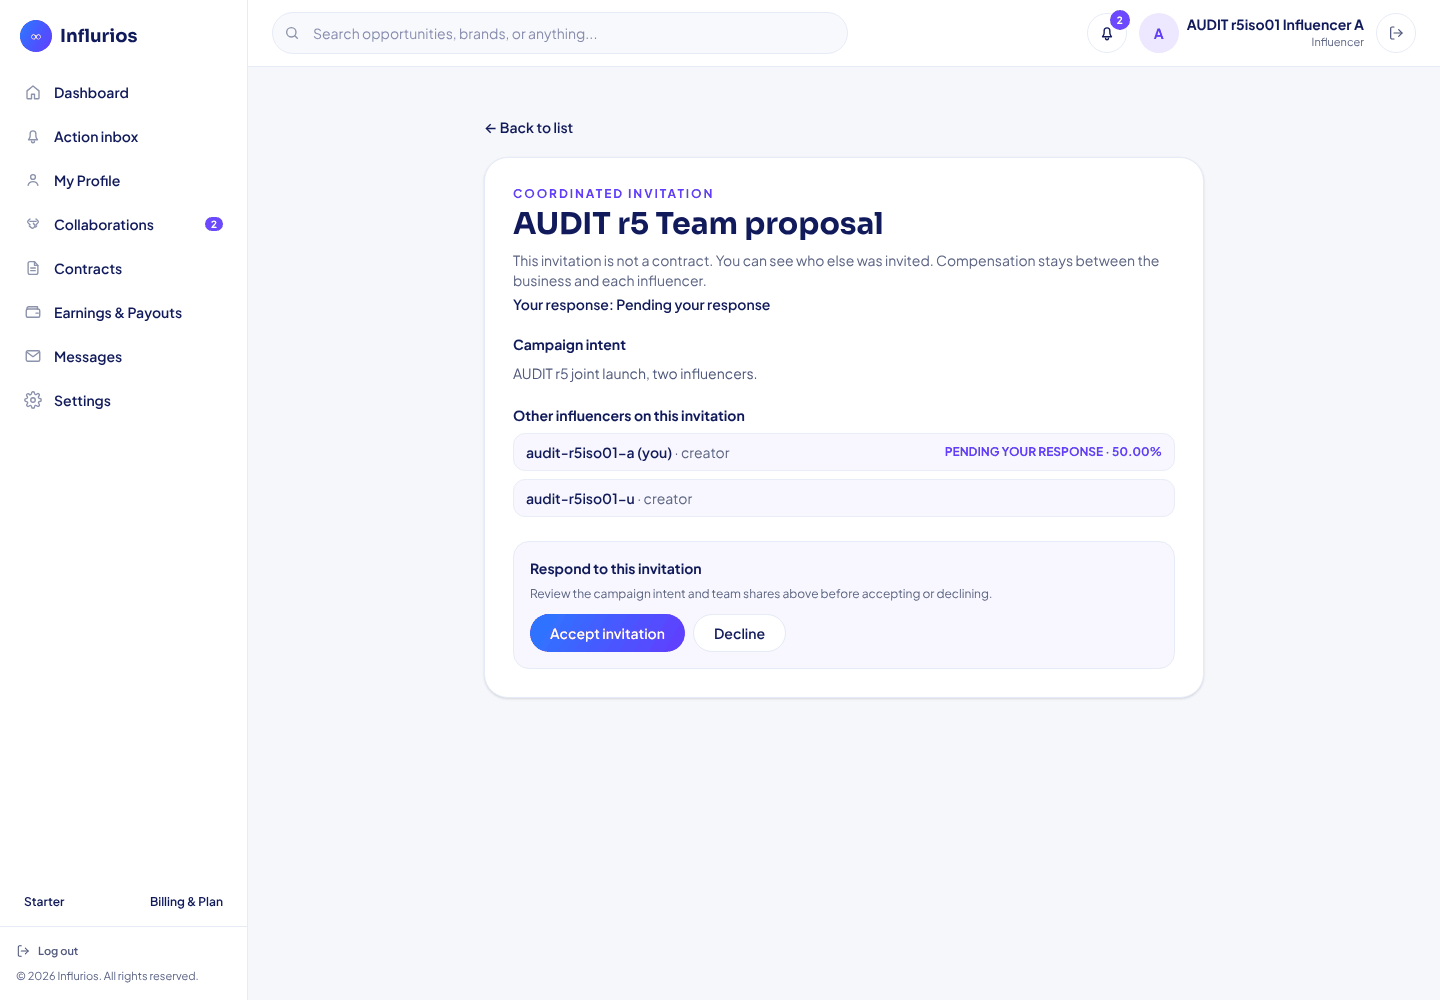 Influrios
Search opportunities, brands, or anything...
2
A
AUDIT r5iso01 Influencer A
Influencer
Dashboard
Action inbox
My Profile
Collaborations
2
Contracts
Earnings & Payouts
Messages
Settings
← Back to list
COORDINATED INVITATION
AUDIT r5 Team proposal
This invitation is not a contract. You can see who else was invited. Compensation stays between the
business and each influencer.
Your response: Pending your response
Campaign intent
AUDIT r5 joint launch, two influencers.
Other influencers on this invitation
audit-r5iso01-a (you) · creator
PENDING YOUR RESPONSE · 50.00%
audit-r5iso01-u · creator
Respond to this invitation
Review the campaign intent and team shares above before accepting or declining.
Accept invitation
Decline
Starter
Billing & Plan
Log out
© 2026 Influrios. All rights reserved.